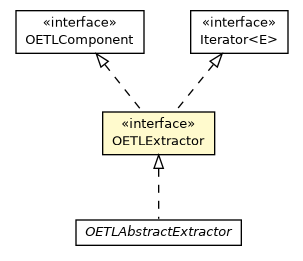 «interface»
OETLComponent
«interface»
Iterator<E>
«interface»
OETLExtractor
OETLAbstractExtractor